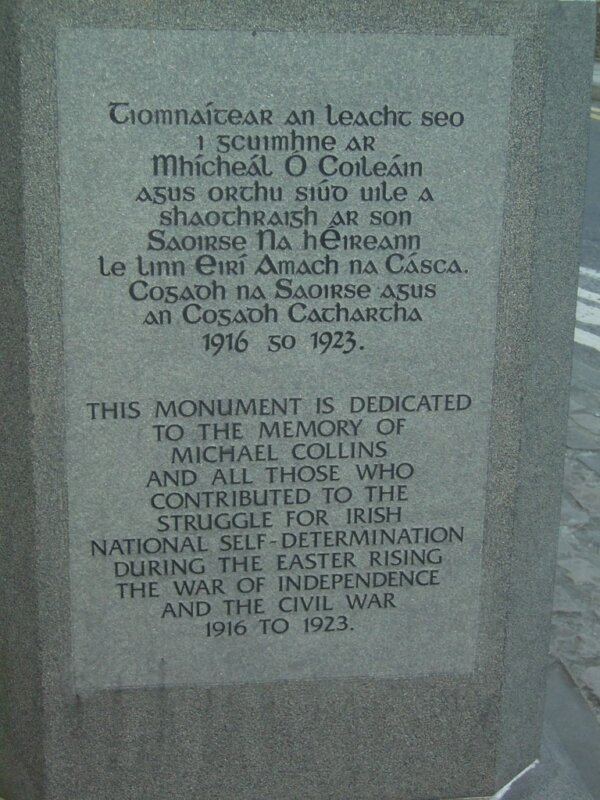 Tiomnaítear an leacht seo
i gcuimhne ar
Mhícheál Ó Coileáin
agus orthu siúd uile a
shaothraigh ar son
Saoirse Na hÉireann
le linn Eirí Amach na Cásca.
Cogadh na Saoirse agus
an Cogadh Cathartha
1916 go 1923.
THIS MONUMENT IS DEDICATED
TO THE MEMORY OF
MICHAEL COLLINS
AND ALL THOSE WHO
CONTRIBUTED TO THE
STRUGGLE FOR IRISH
NATIONAL SELF-DETERMINATION
DURING THE EASTER RISING
THE WAR OF INDEPENDENCE
AND THE CIVIL WAR
1916 TO 1923.